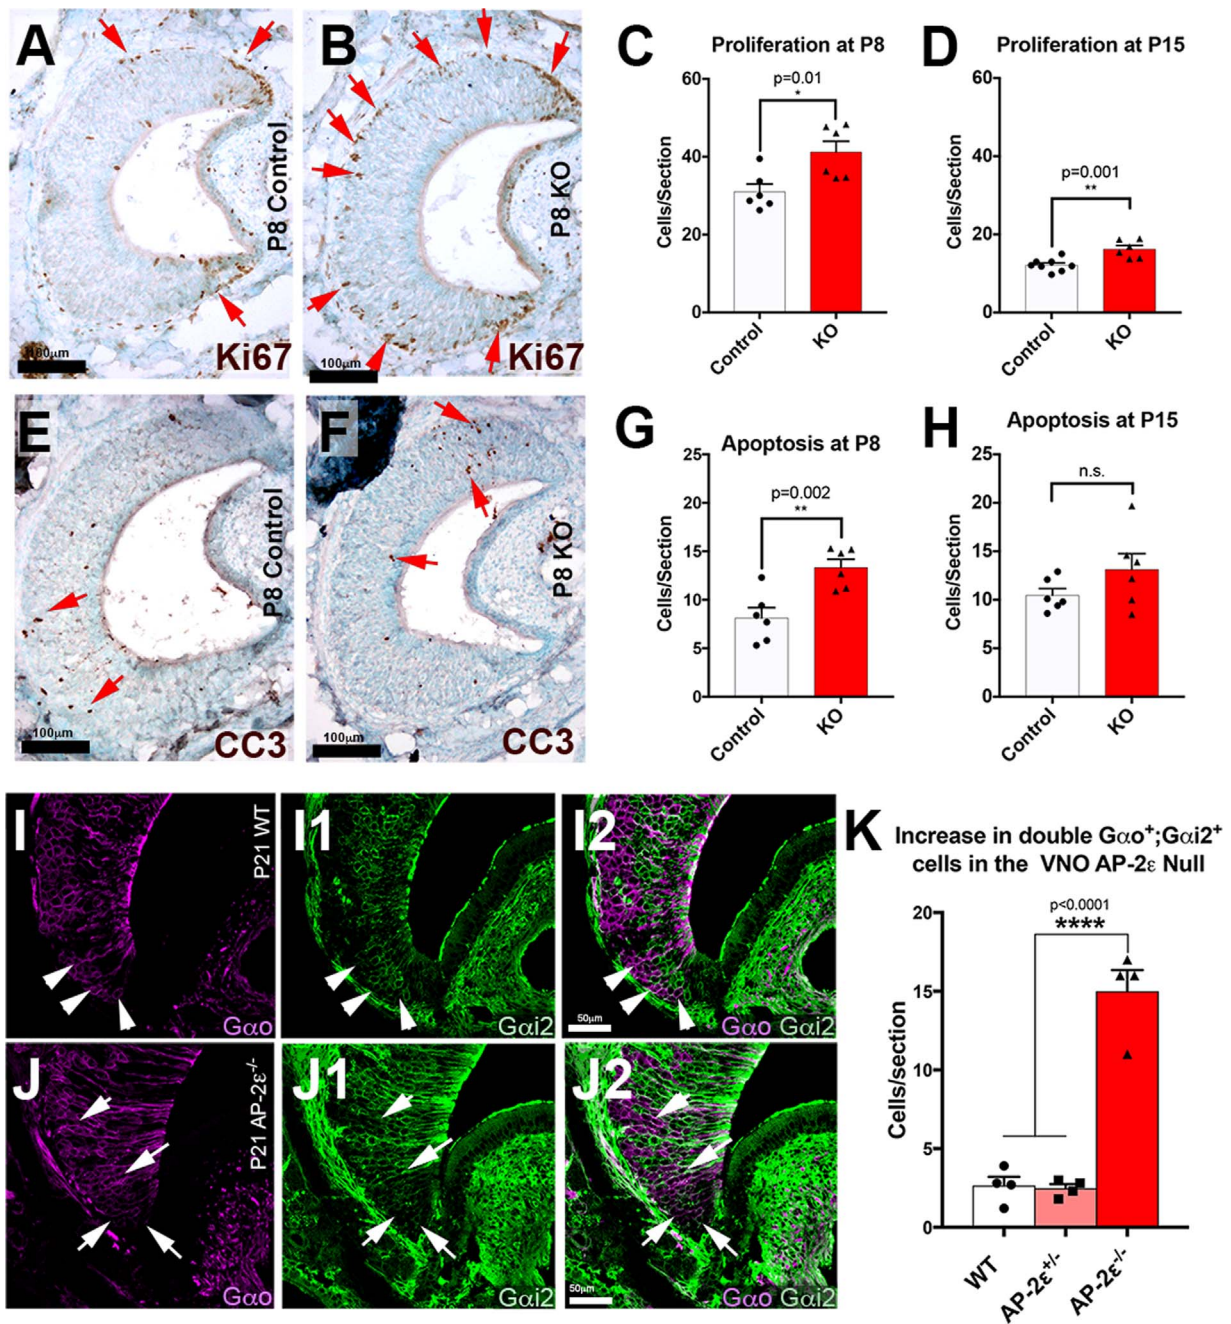 A
P8 Control
100μm
Ki67
B
P8 KO
100μm
Ki67
C
Proliferation at P8
p=0.01
*
60
40
20
0
Cells/Section
Control
KO
D
Proliferation at P15
p=0.001
**
60
40
20
0
Cells/Section
Control
KO
E
P8 Control
100μm
CC3
F
P8 KO
100μm
CC3
G
Apoptosis at P8
p=0.002
**
25
20
15
10
5
0
Cells/Section
Control
KO
H
Apoptosis at P15
n.s.
25
20
15
10
5
0
Cells/Section
Control
KO
I
P21 WT
Gαo
I1
Gαi2
I2
50μm
Gαo Gαi2
J
P21 AP-2ε-/-
Gαo
J1
Gαi2
J2
50μm
Gαo Gαi2
K
Increase in double Gαo+;Gαi2+
cells in the VNO AP-2ε Null
p<0.0001
****
20
15
10
5
0
Cells/section
WT
AP-2ε+/-
AP-2ε-/-